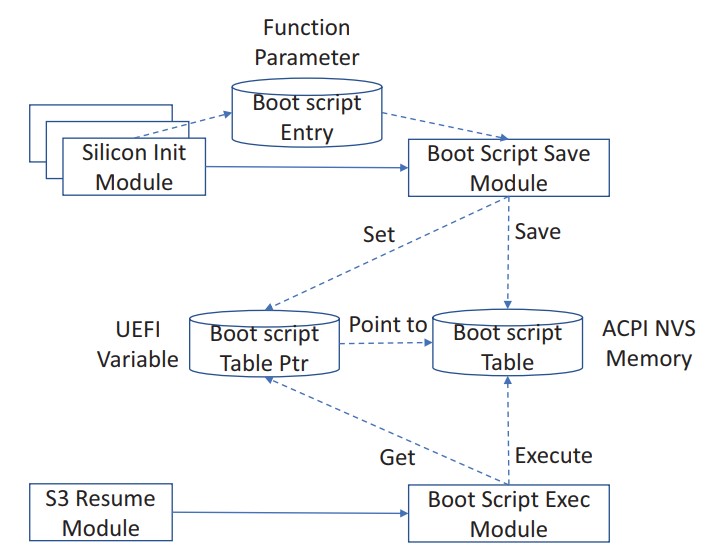 Function
Parameter
Boot script
Entry
Silicon Init
Module
Boot Script Save
Module
Set
Save
UEFI
Variable
Boot script
Table Ptr
Point to
Boot script
Table
ACPI NVS
Memory
Get
Execute
S3 Resume
Module
Boot Script Exec
Module